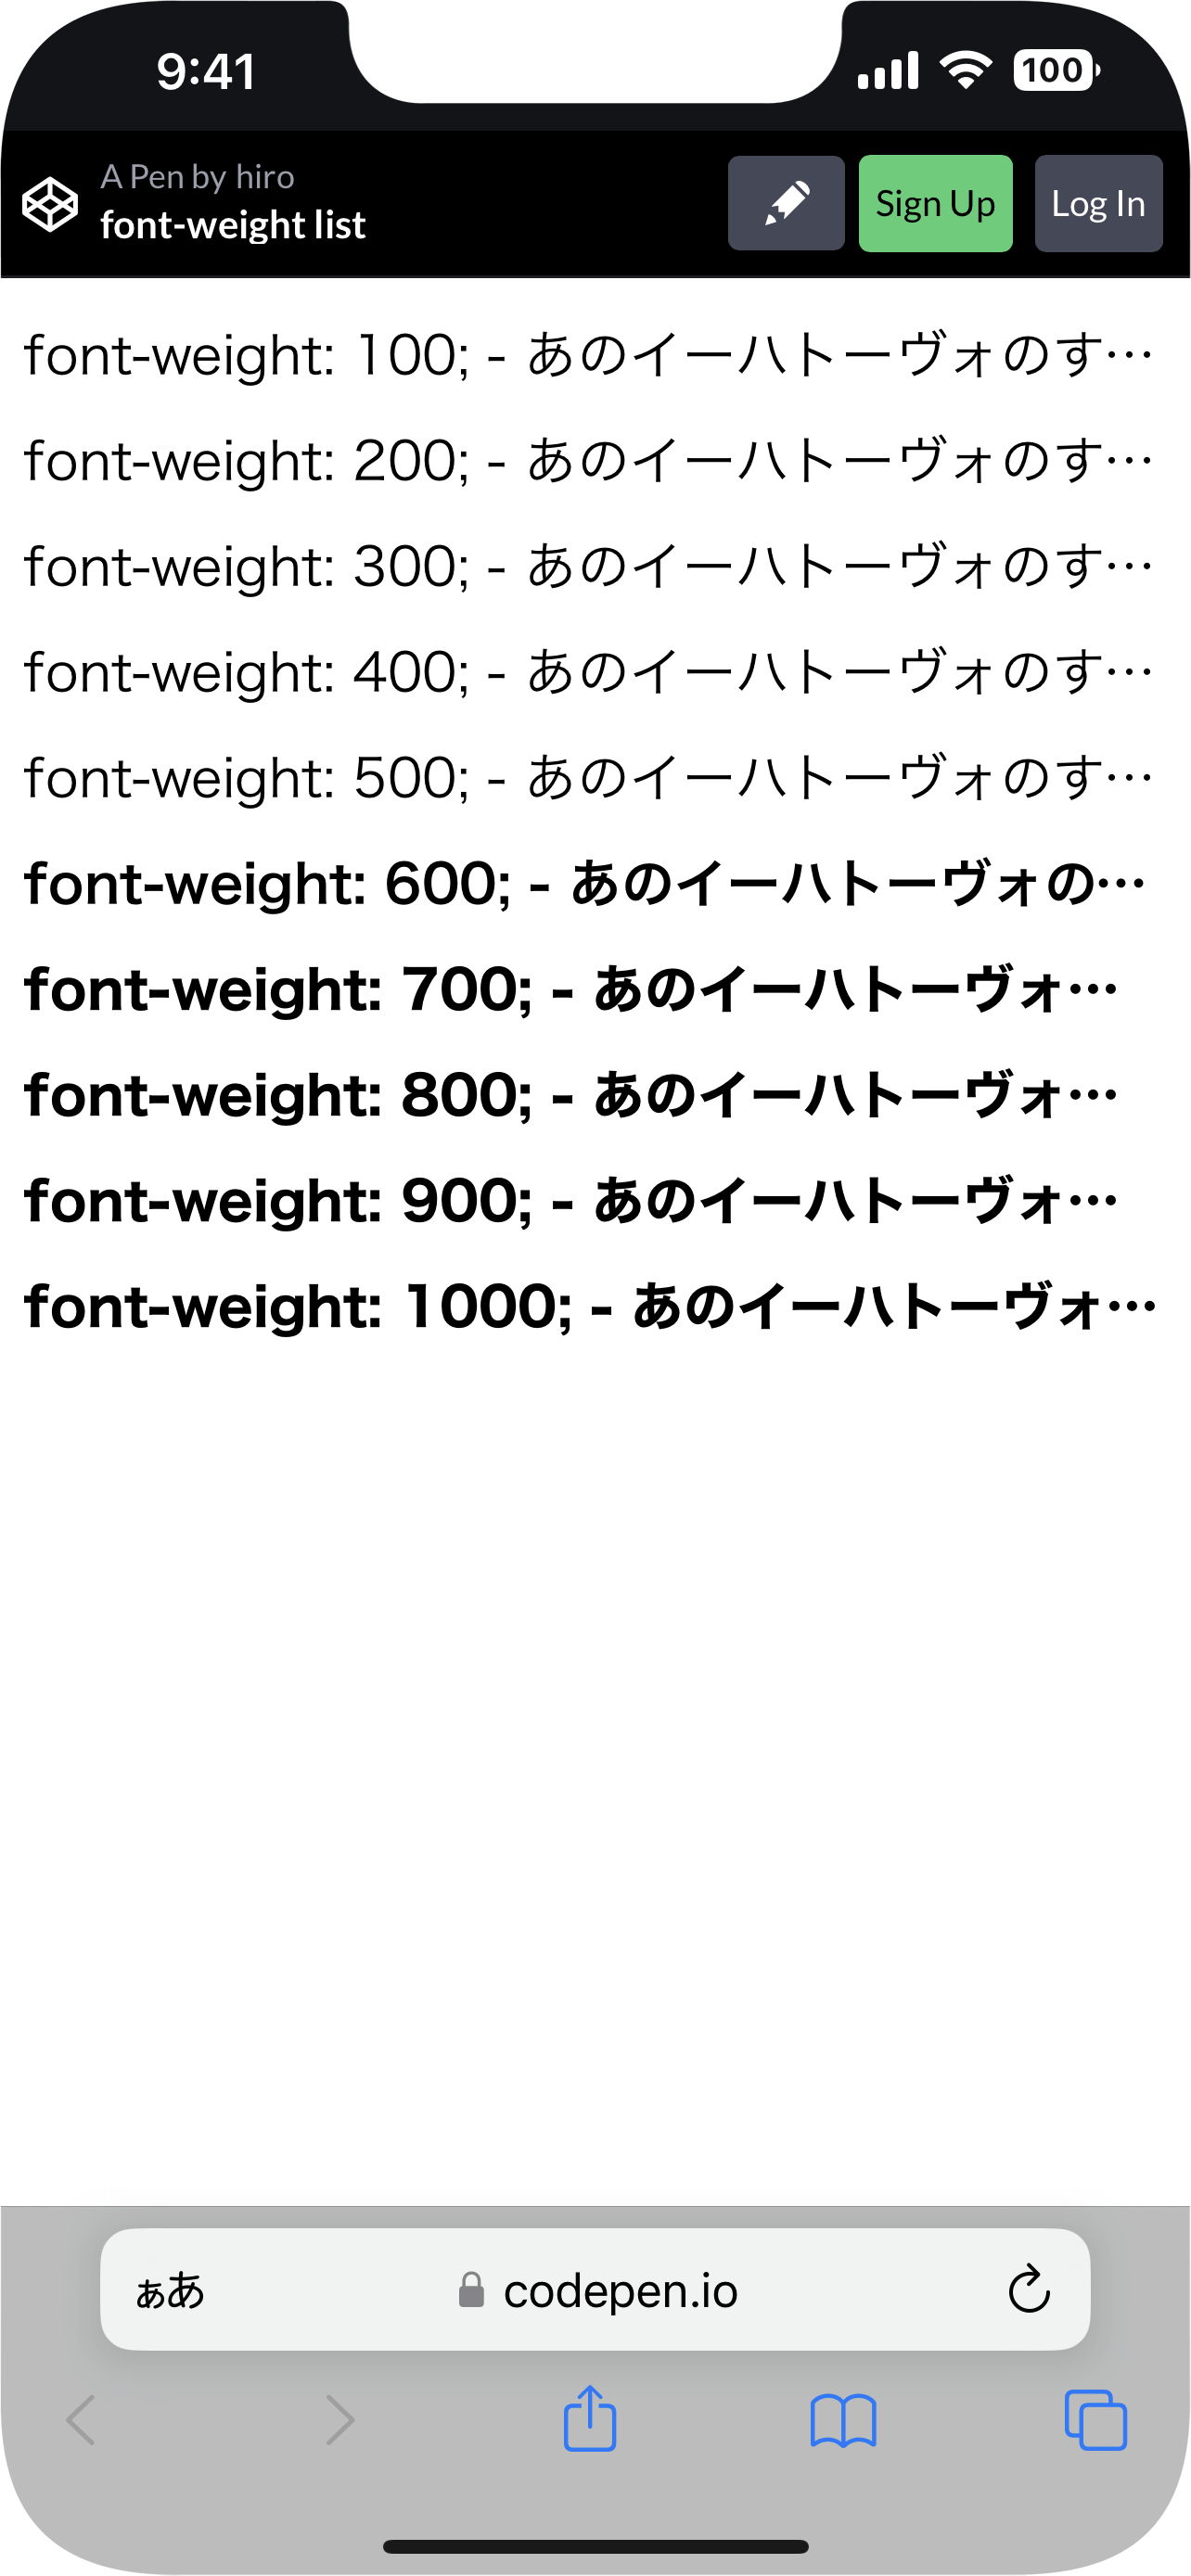 9:41
100
A Pen by hiro
font-weight list
Sign Up
Log In
font-weight: 100; - あのイーハトーヴォのす…
font-weight: 200; - あのイーハトーヴォのす…
font-weight: 300; - あのイーハトーヴォのす…
font-weight: 400; - あのイーハトーヴォのす…
font-weight: 500; - あのイーハトーヴォのす…
font-weight: 600; - あのイーハトーヴォの…
font-weight: 700; - あのイーハトーヴォ…
font-weight: 800; - あのイーハトーヴォ…
font-weight: 900; - あのイーハトーヴォ…
font-weight: 1000; - あのイーハトーヴォ…
ぁあ
codepen.io